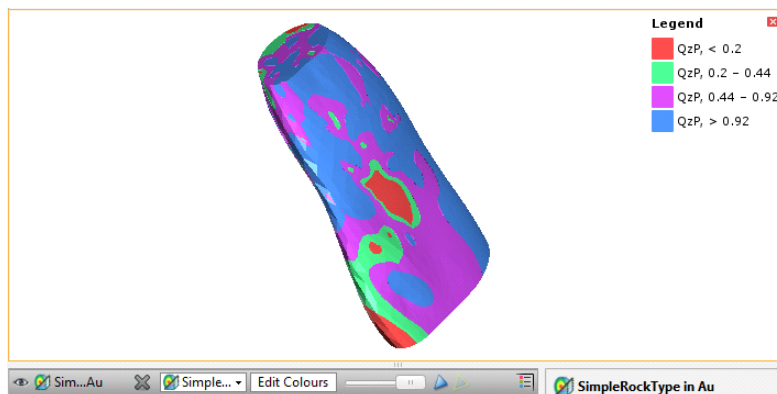 Legend
QzP, < 0.2
QzP, 0.2 - 0.44
QzP, 0.44 - 0.92
QzP, > 0.92
Sim...Au
Simple...
Edit Colours
SimpleRockType in Au